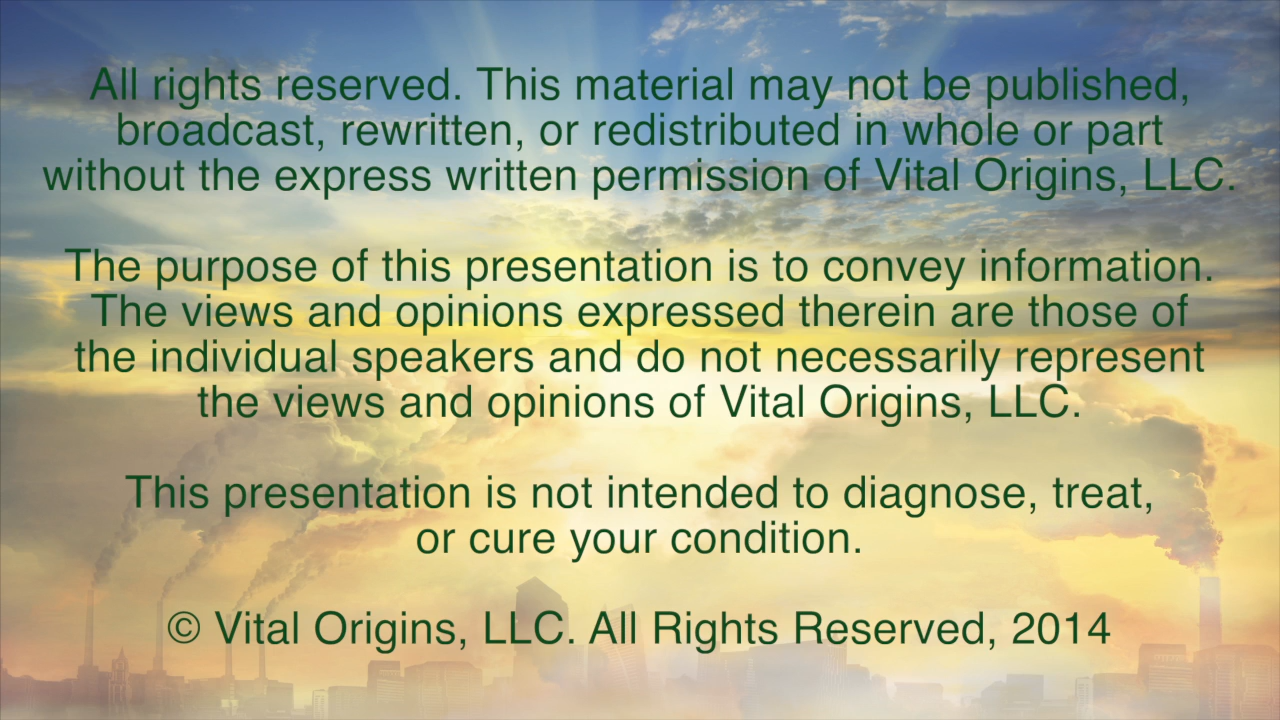 All rights reserved. This material may not be published,
broadcast, rewritten, or redistributed in whole or part
without the express written permission of Vital Origins, LLC.
The purpose of this presentation is to convey information.
The views and opinions expressed therein are those of
the individual speakers and do not necessarily represent
the views and opinions of Vital Origins, LLC.
This presentation is not intended to diagnose, treat,
or cure your condition.
© Vital Origins, LLC. All Rights Reserved, 2014